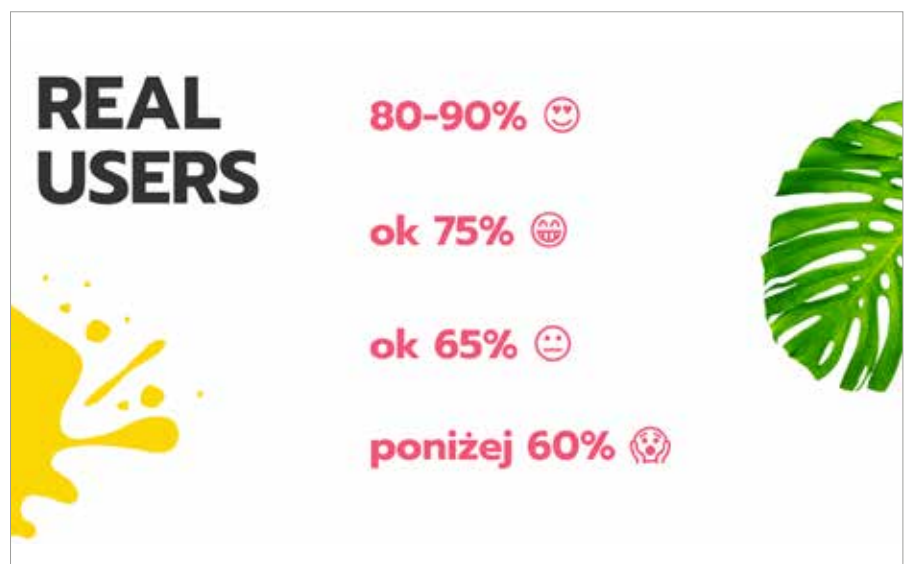 REAL
USERS
80-90% 😍
ok 75% 😁
ok 65% 😐
poniżej 60% 😱